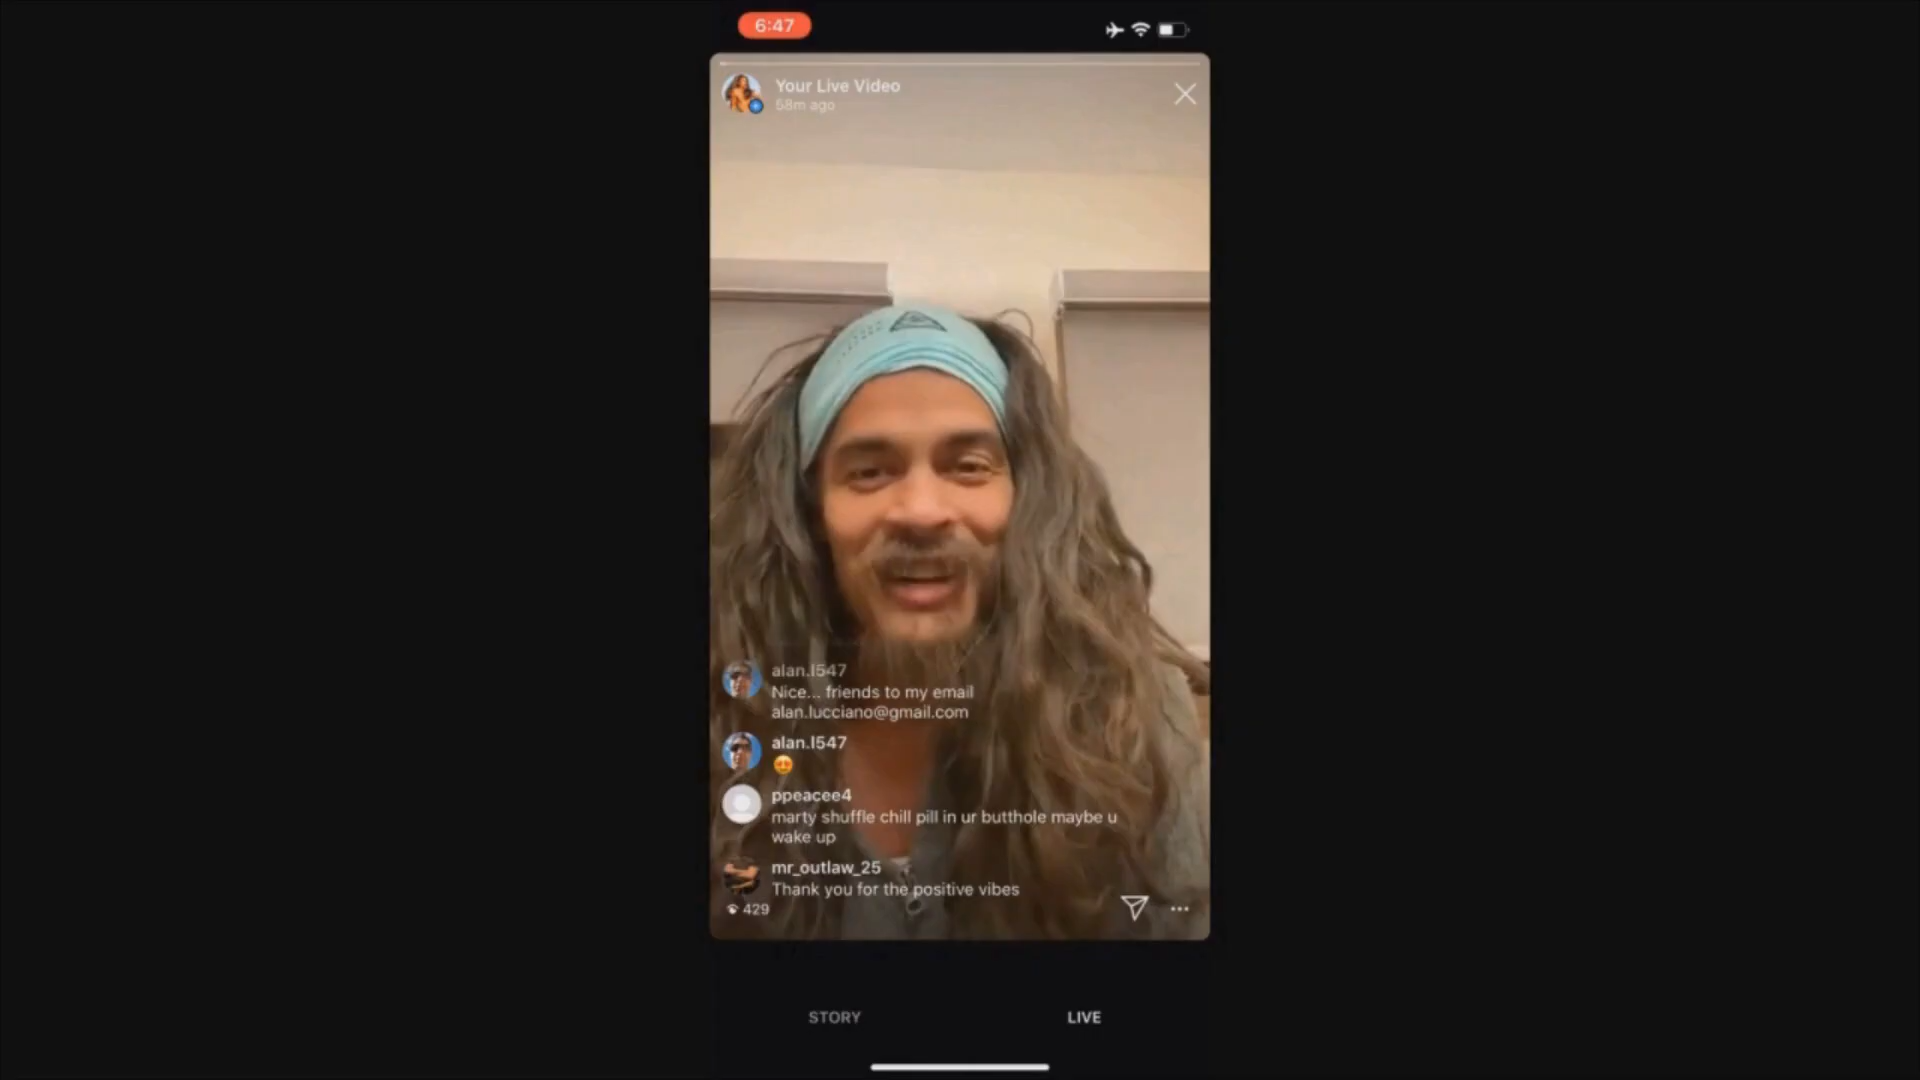 6:47
Your Live Video
58m ago
alan.l547
Nice... friends to my email
alan.lucciano@gmail.com
alan.l547
😍
ppeacee4
marty shuffle chill pill in ur butthole maybe u
wake up
mr_outlaw_25
Thank you for the positive vibes
429
STORY
LIVE